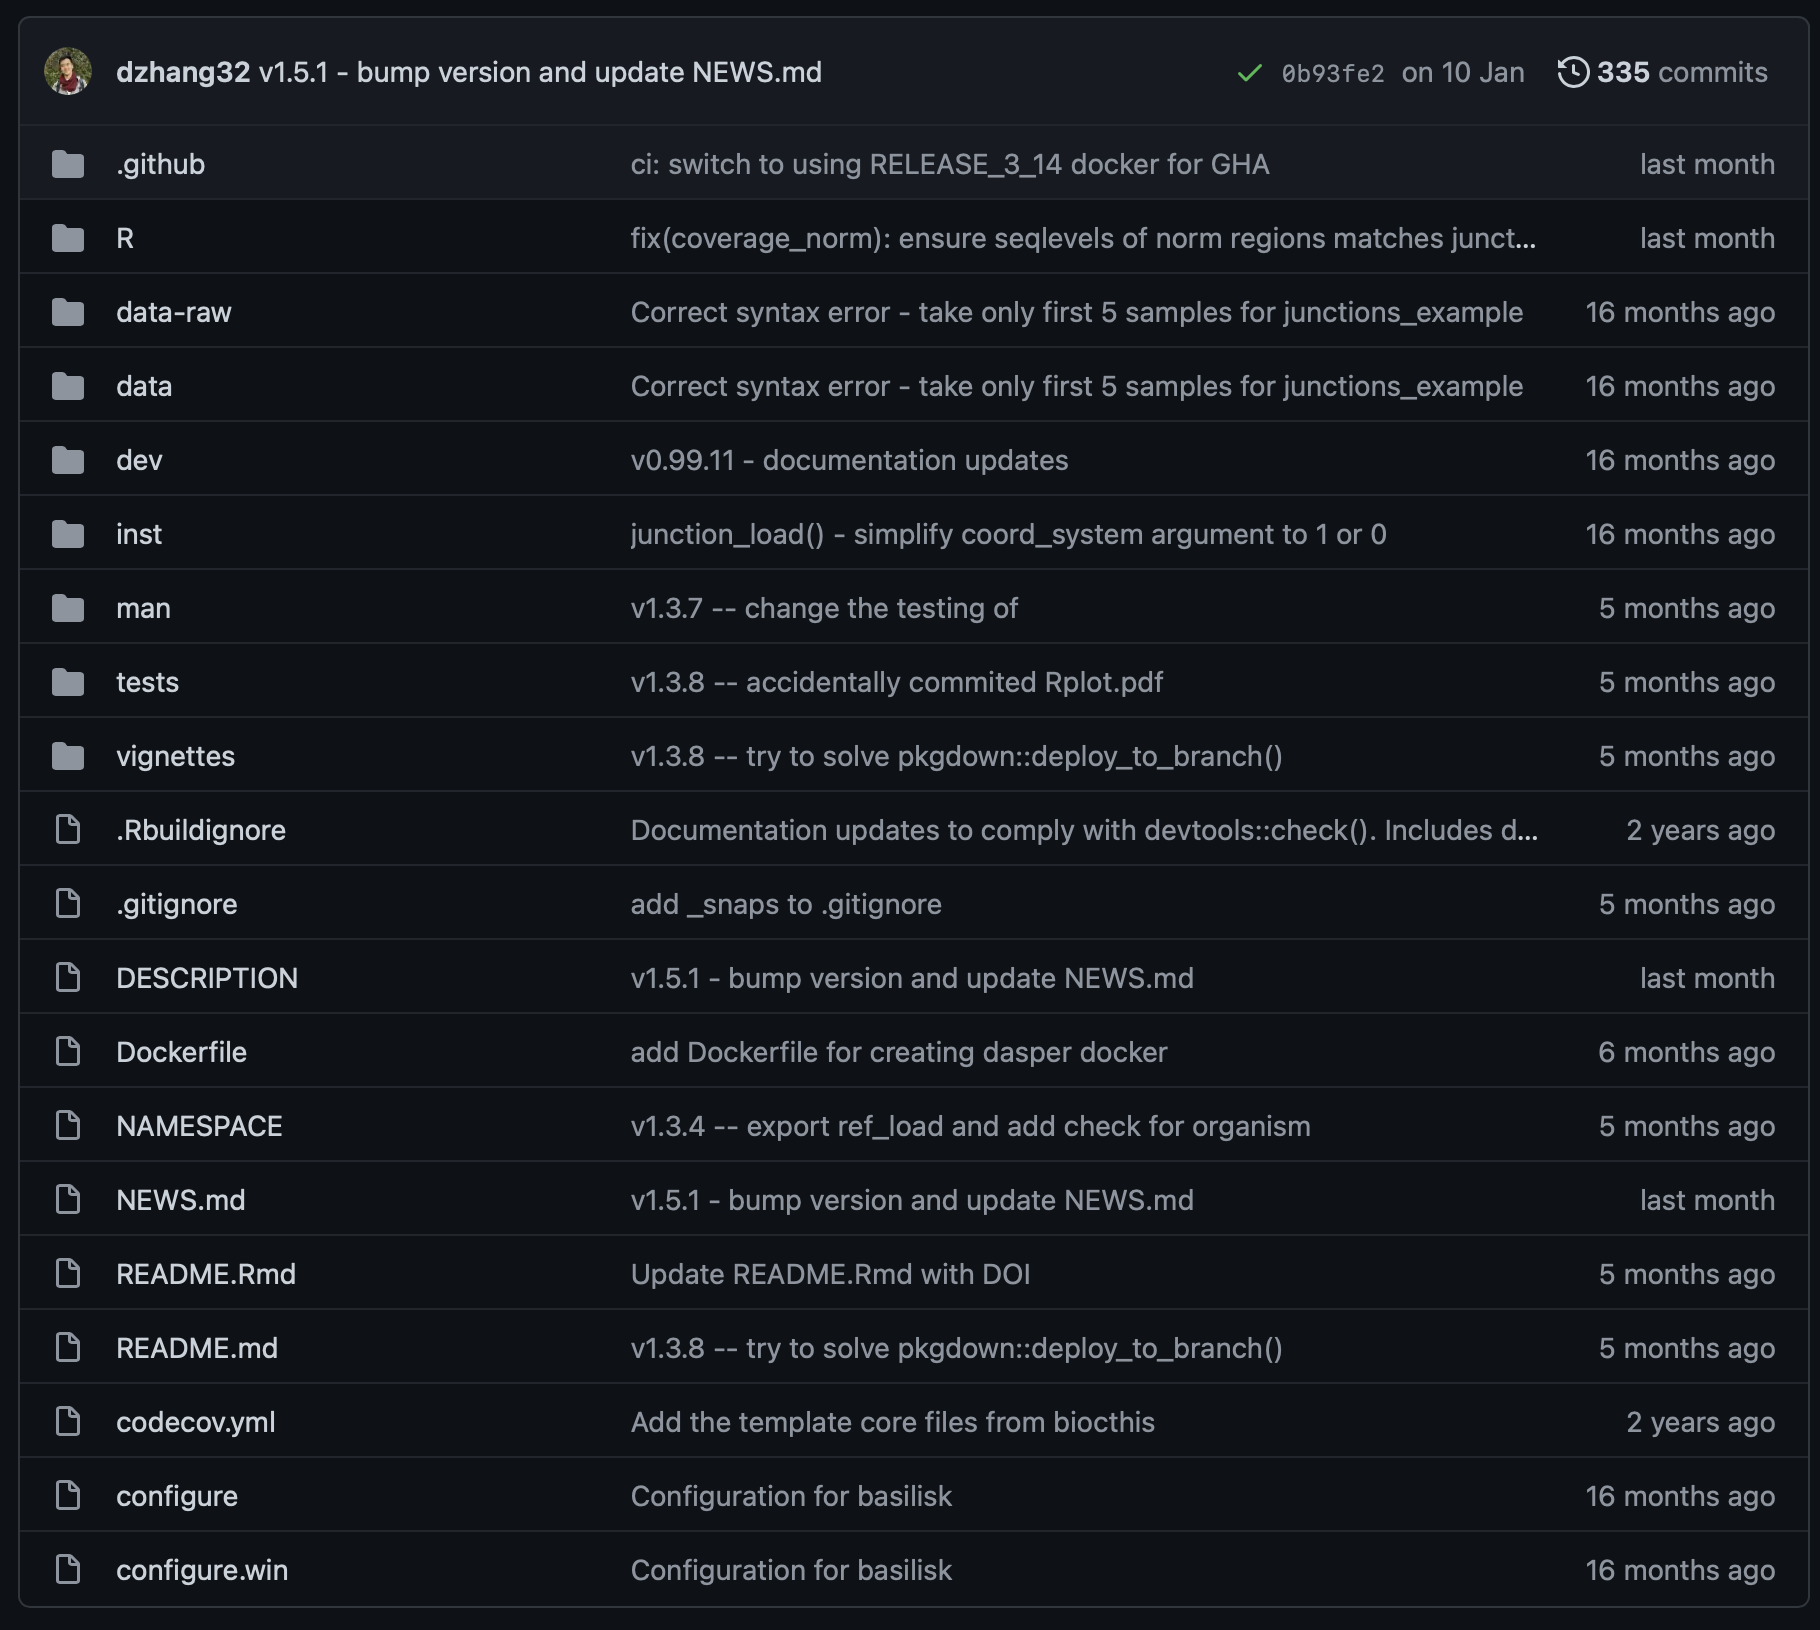 dzhang32 v1.5.1 - bump version and update NEWS.md 0b93fe2 on 10 Jan 335 commits
.github ci: switch to using RELEASE_3_14 docker for GHA last month
R fix(coverage_norm): ensure seqlevels of norm regions matches junct... last month
data-raw Correct syntax error - take only first 5 samples for junctions_example 16 months ago
data Correct syntax error - take only first 5 samples for junctions_example 16 months ago
dev v0.99.11 - documentation updates 16 months ago
inst junction_load() - simplify coord_system argument to 1 or 0 16 months ago
man v1.3.7 -- change the testing of 5 months ago
tests v1.3.8 -- accidentally commited Rplot.pdf 5 months ago
vignettes v1.3.8 -- try to solve pkgdown::deploy_to_branch() 5 months ago
.Rbuildignore Documentation updates to comply with devtools::check(). Includes d... 2 years ago
.gitignore add _snaps to .gitignore 5 months ago
DESCRIPTION v1.5.1 - bump version and update NEWS.md last month
Dockerfile add Dockerfile for creating dasper docker 6 months ago
NAMESPACE v1.3.4 -- export ref_load and add check for organism 5 months ago
NEWS.md v1.5.1 - bump version and update NEWS.md last month
README.Rmd Update README.Rmd with DOI 5 months ago
README.md v1.3.8 -- try to solve pkgdown::deploy_to_branch() 5 months ago
codecov.yml Add the template core files from biocthis 2 years ago
configure Configuration for basilisk 16 months ago
configure.win Configuration for basilisk 16 months ago